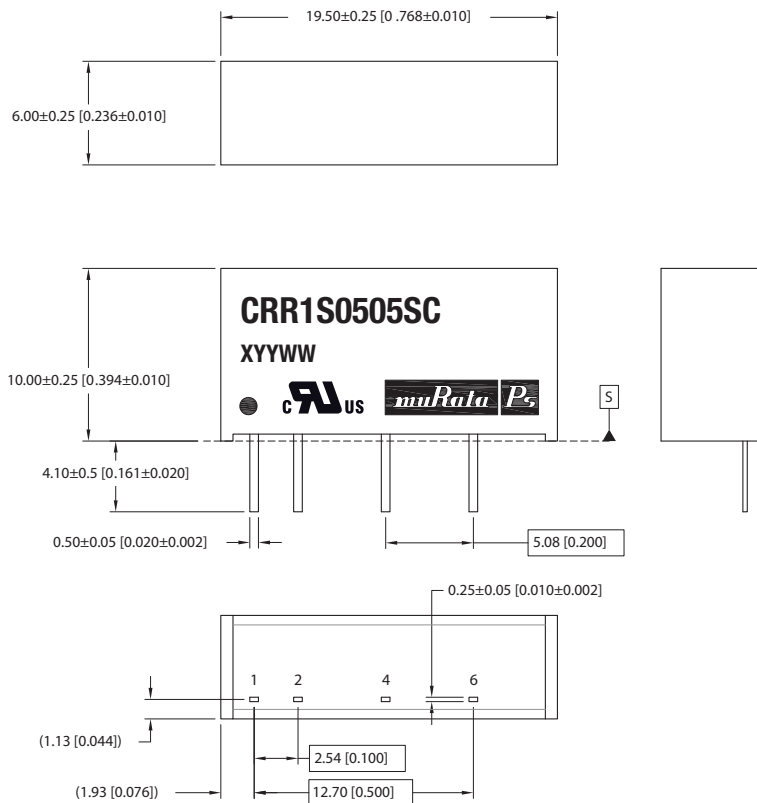 19.50±0.25 [0 .768±0.010]
6.00±0.25 [0.236±0.010]
CRR1S0505SC
XYYWW
10.00±0.25 [0.394±0.010]
c RU US muRata Ps
S
4.10±0.5 [0.161±0.020]
0.50±0.05 [0.020±0.002]
5.08 [0.200]
0.25±0.05 [0.010±0.002]
1 2 4 6
(1.13 [0.044])
2.54 [0.100]
(1.93 [0.076])
12.70 [0.500]